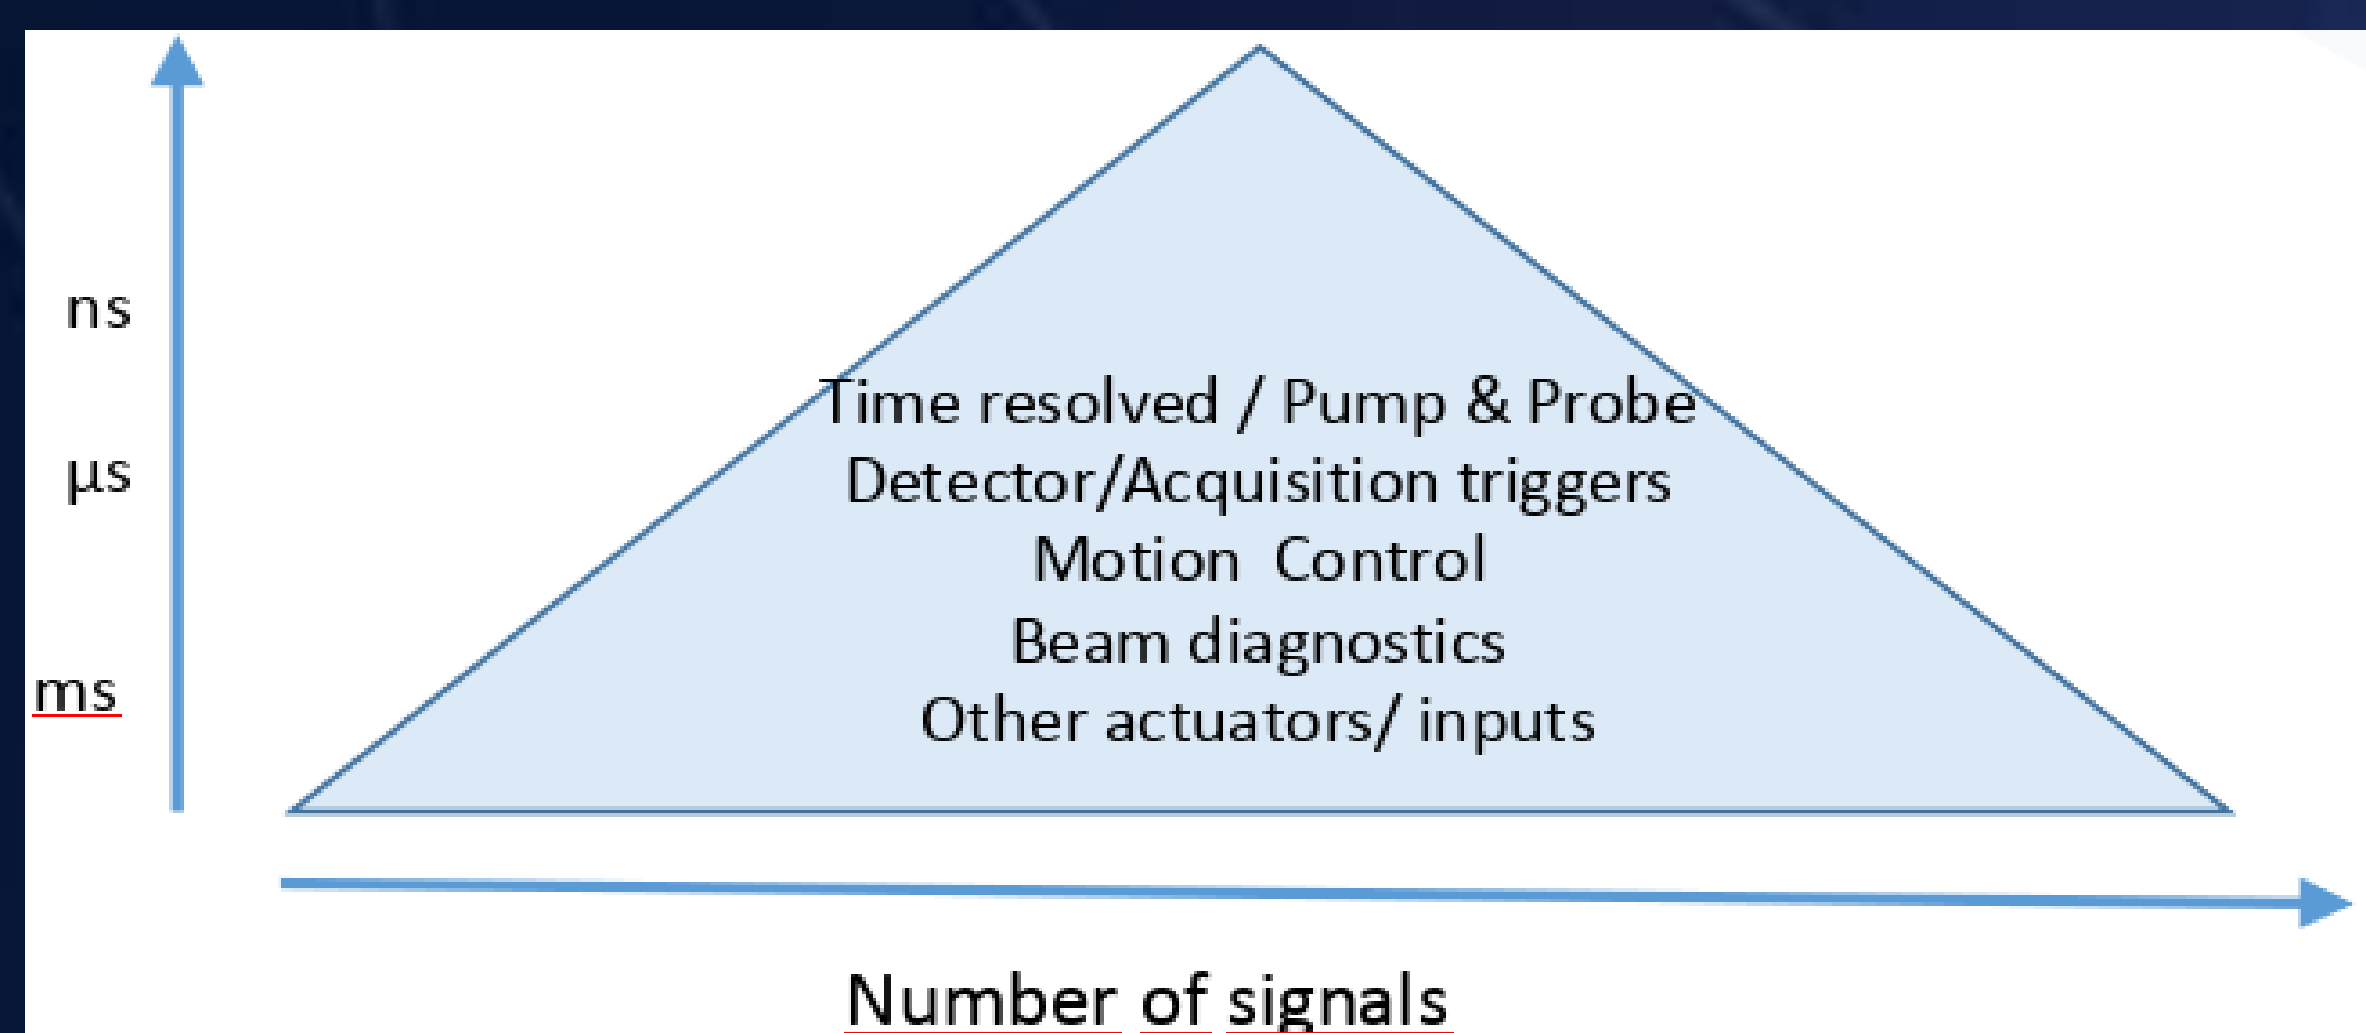 ns
Time resolved / Pump & Probe
µs
Detector/Acquisition triggers
Motion Control
Beam diagnostics
ms
Other actuators/ inputs
Number of signals